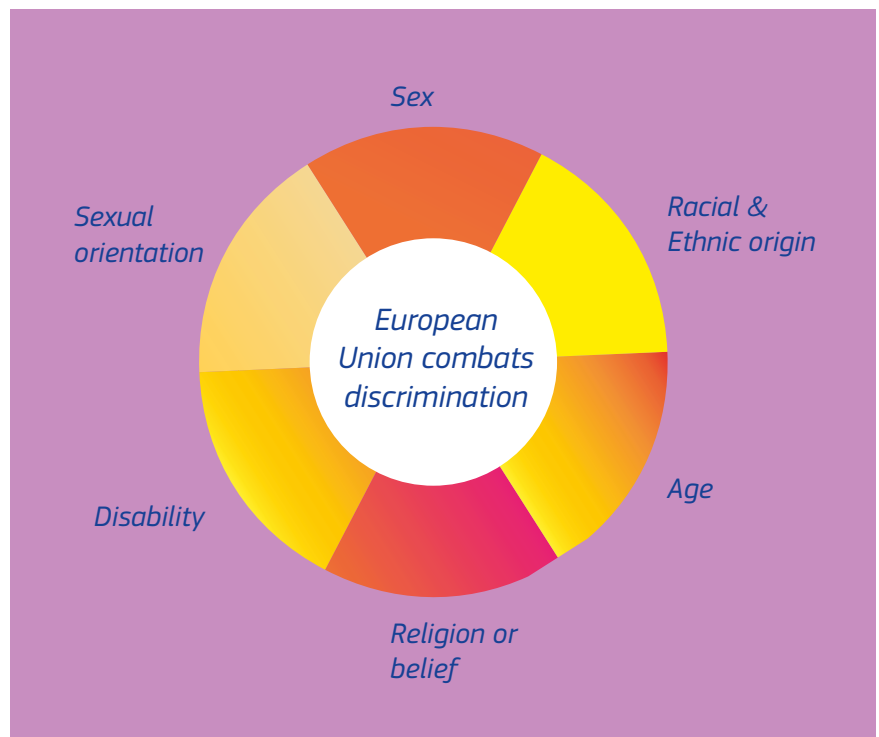 Sex
Racial &
Ethnic origin
Sexual
orientation
European
Union combats
discrimination
Age
Disability
Religion or
belief